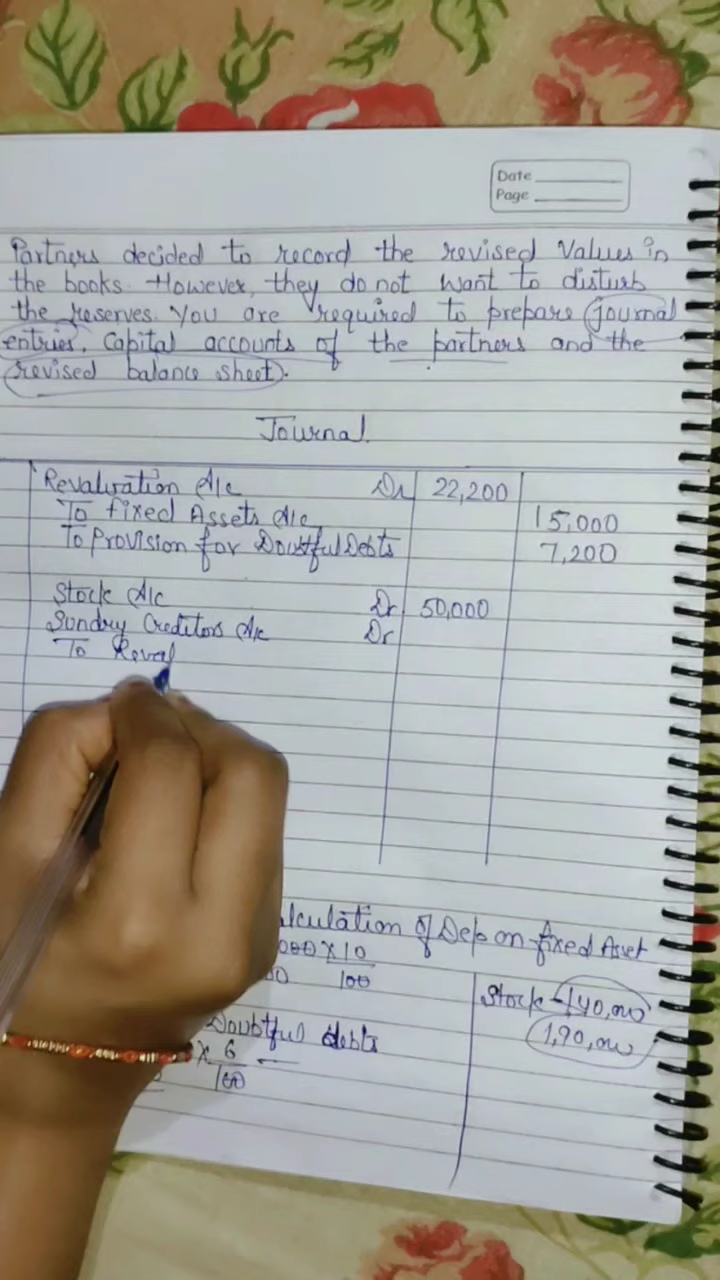 Date
Page
Partners decided to record the revised values in
the books. However, they do not want to disturb
the reserves. You are required to prepare journal
entries, Capital accounts of the partners and the
revised balance sheet.
Journal
Revaluation A/c Dr 22,200
To fixed Assets A/c 15,000
To Provision for Doubtful Debts 7,200
Stock A/c Dr 50,000
Sundry Creditors A/c Dr
To Reval
alculation of Dep on fixed Asset
000 × 10
100
Stock - 140,000
1,90,000
Doubtful debts
× 6
100